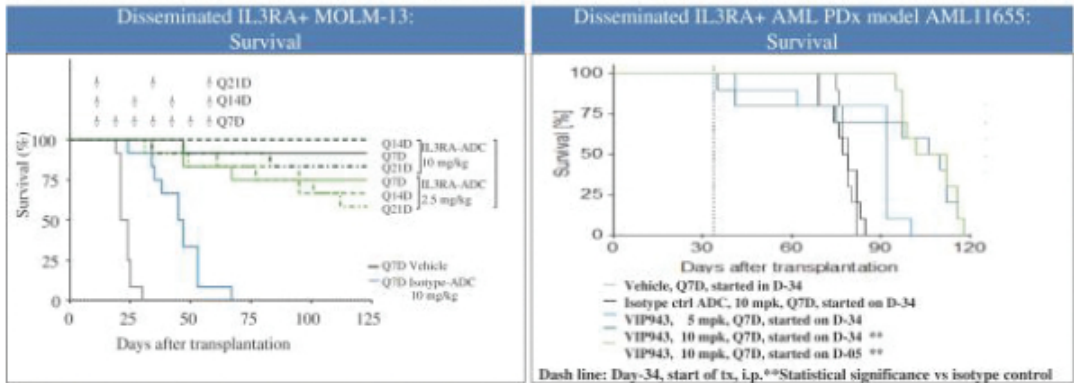 Disseminated IL3RA+ MOLM-13:
Survival
Q21D
Q14D
Q7D
Survival (%)
100
75
50
25
0
Q14D
Q7D
Q21D
IL3RA-ADC
10 mg/kg
Q7D
Q14D
Q21D
IL3RA-ADC
2.5 mg/kg
Q7D Vehicle
Q7D Isotype-ADC
10 mg/kg
0 25 50 75 100 125
Days after transplantation
Disseminated IL3RA+ AML PDx model AML11655:
Survival
Survival [%]
100
75
50
25
0
0 30 60 90 120
Days after transplantation
Vehicle, Q7D, started in D-34
Isotype ctrl ADC, 10 mpk, Q7D, started on D-34
VIP943, 5 mpk, Q7D, started on D-34
VIP943, 10 mpk, Q7D, started on D-34 **
VIP943, 10 mpk, Q7D, started on D-05 **
Dash line: Day-34, start of tx, i.p.**Statistical significance vs isotype control